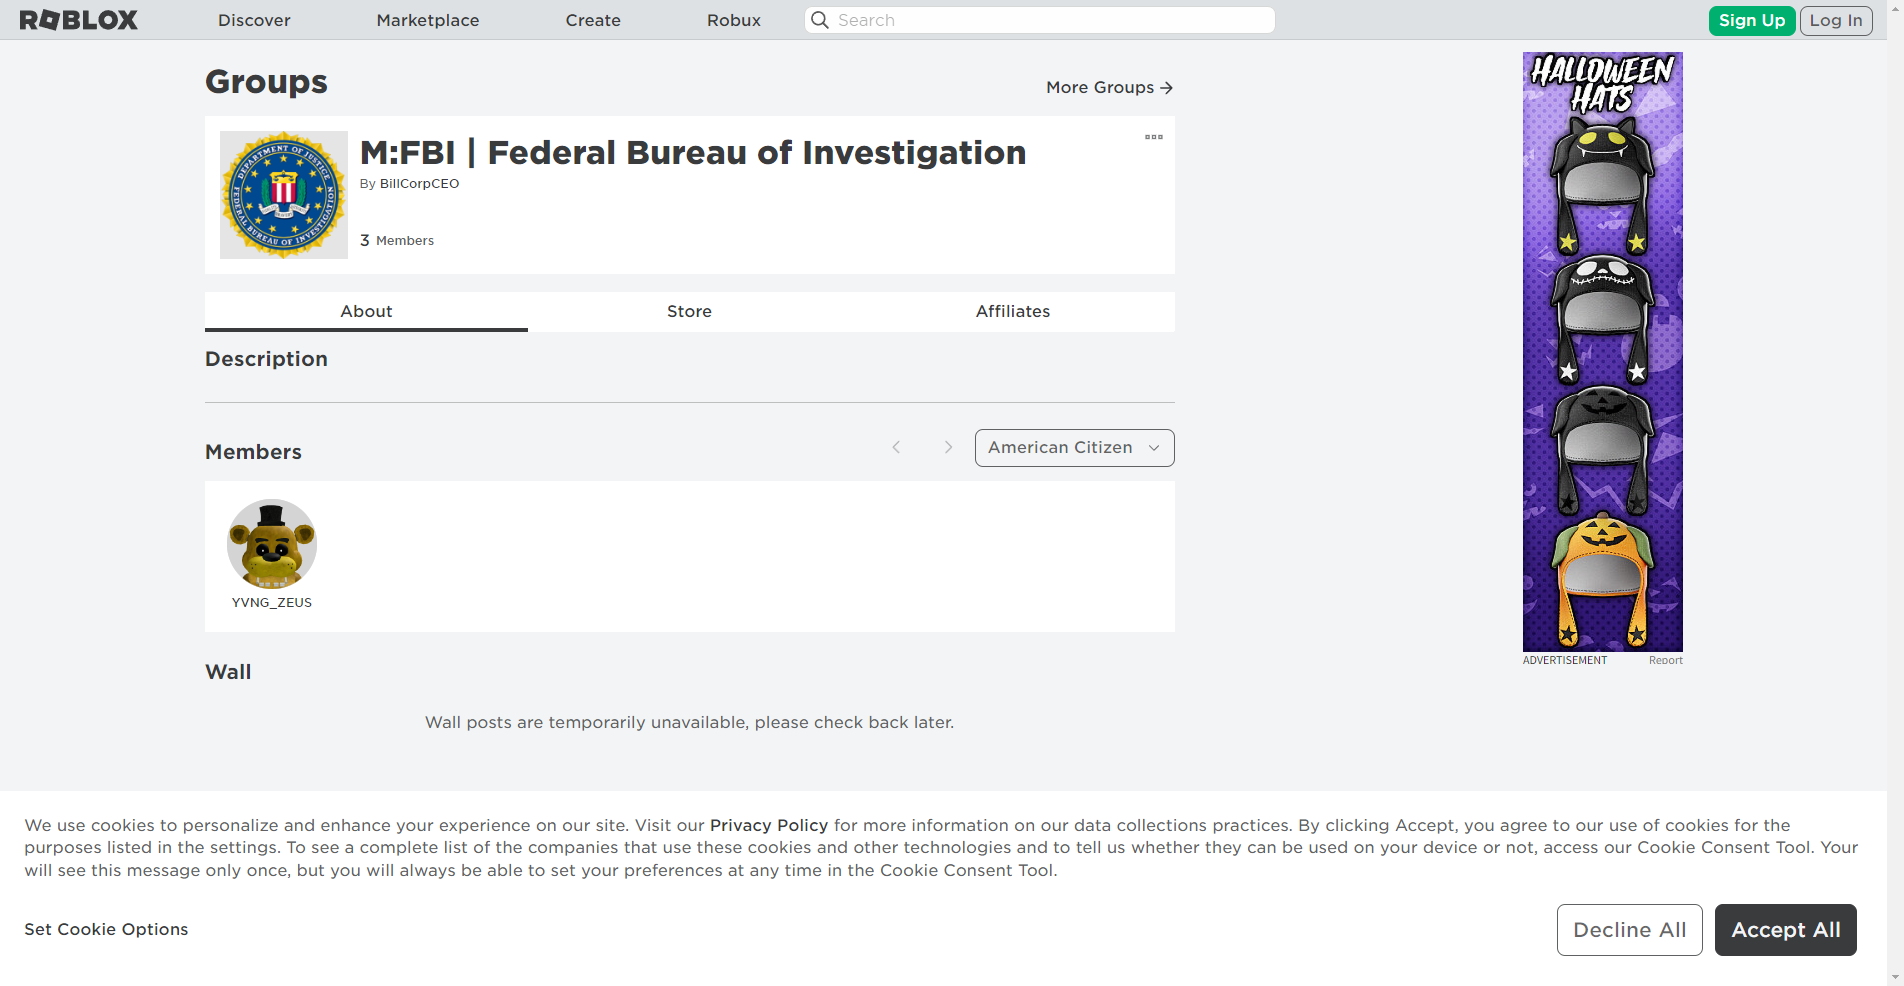 ROBLOX
Discover
Marketplace
Create
Robux
Search
Sign Up
Log In
Groups
More Groups →
M:FBI | Federal Bureau of Investigation
By BillCorpCEO
3 Members
DEPARTMENT OF JUSTICE
FEDERAL BUREAU OF INVESTIGATION
About
Store
Affiliates
Description
Members
American Citizen
YVNG_ZEUS
Wall
Wall posts are temporarily unavailable, please check back later.
HALLOWEEN
HATS
ADVERTISEMENT
Report
We use cookies to personalize and enhance your experience on our site. Visit our Privacy Policy for more information on our data collections practices. By clicking Accept, you agree to our use of cookies for the
purposes listed in the settings. To see a complete list of the companies that use these cookies and other technologies and to tell us whether they can be used on your device or not, access our Cookie Consent Tool. Your
will see this message only once, but you will always be able to set your preferences at any time in the Cookie Consent Tool.
Set Cookie Options
Decline All
Accept All